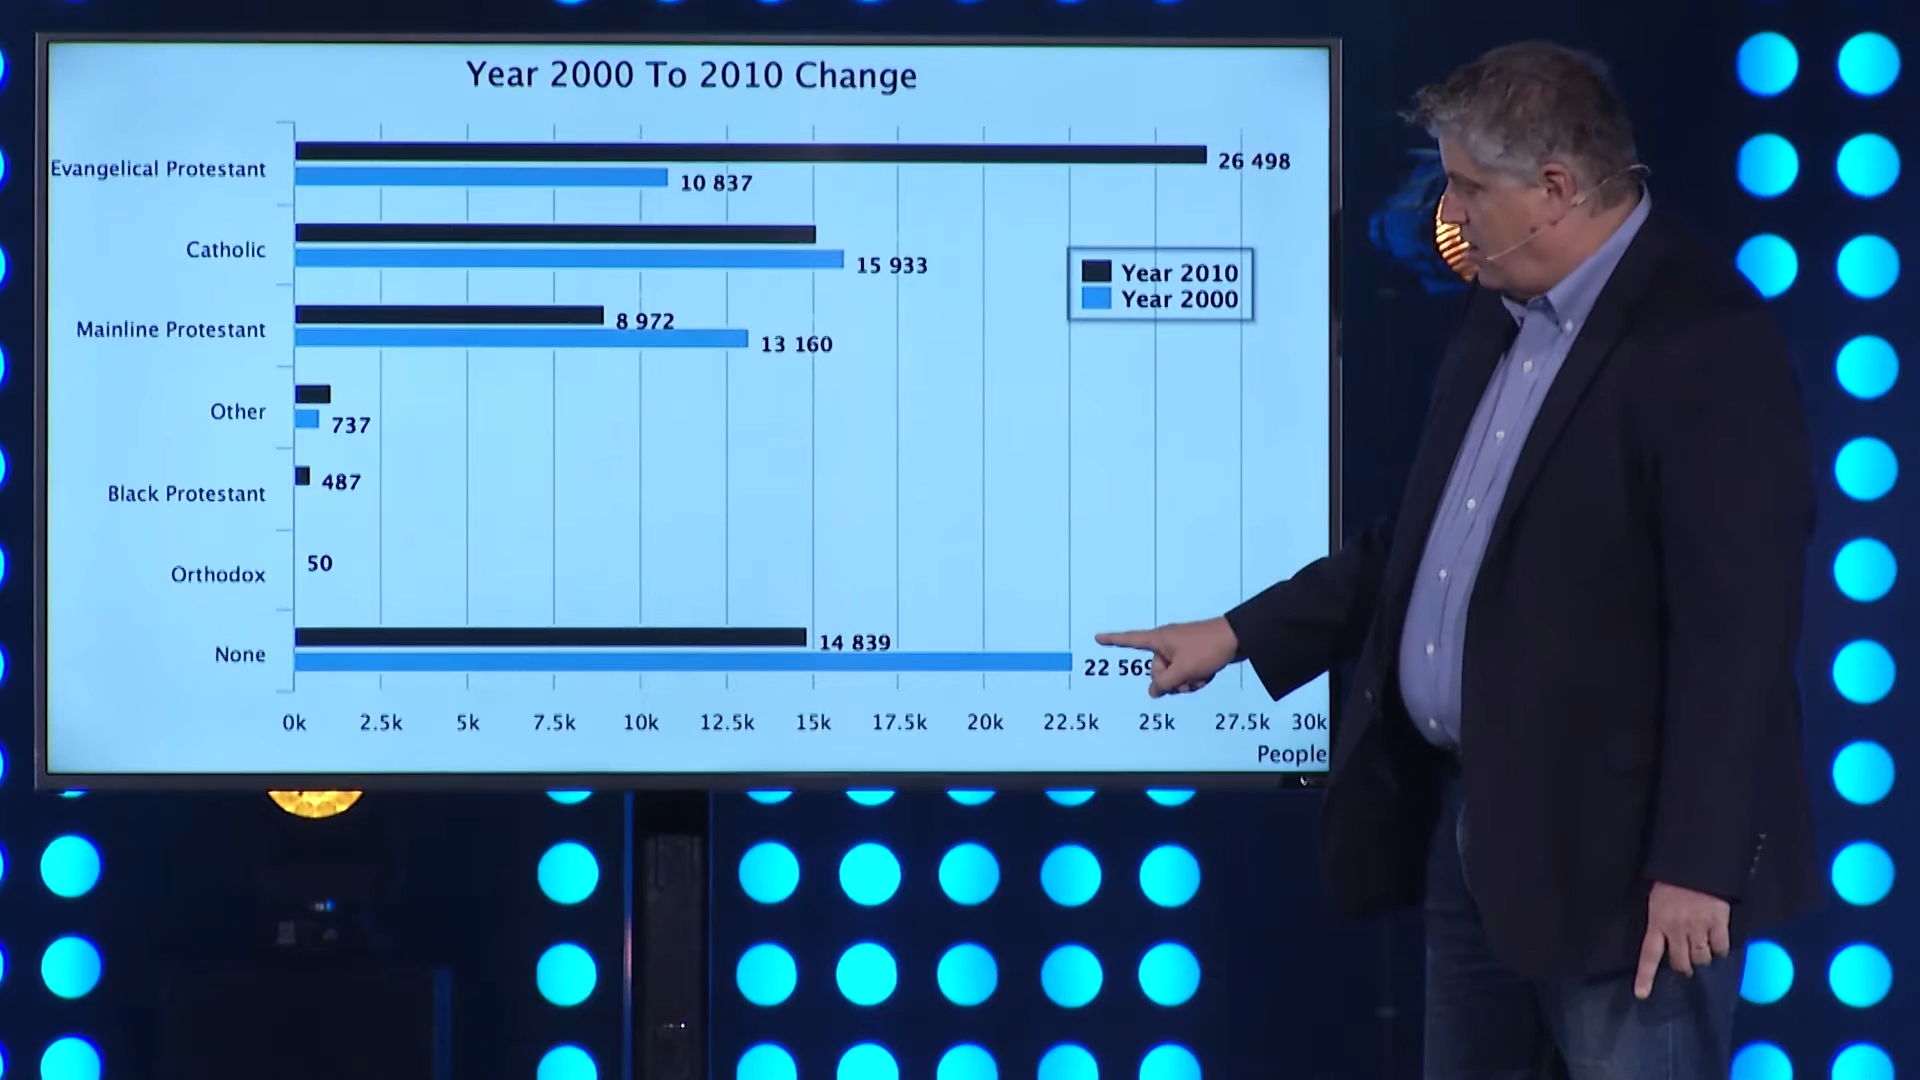 Year 2000 To 2010 Change
Evangelical Protestant
26 498
10 837
Catholic
15 933
Year 2010
Year 2000
Mainline Protestant
8 972
13 160
Other
737
Black Protestant
487
Orthodox
50
None
14 839
22 569
0k 2.5k 5k 7.5k 10k 12.5k 15k 17.5k 20k 22.5k 25k 27.5k 30k
People